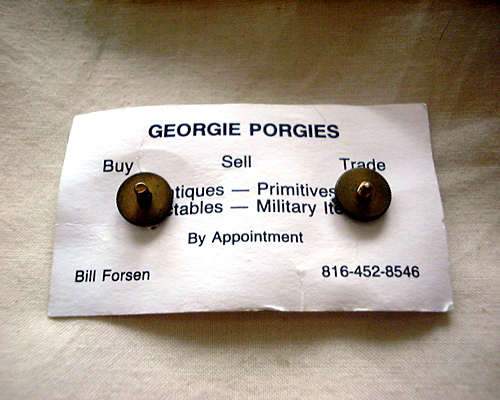 GEORGIE PORGIES
Buy Sell Trade
tiques — Primitives
tables — Military Ite
By Appointment
Bill Forsen 816-452-8546